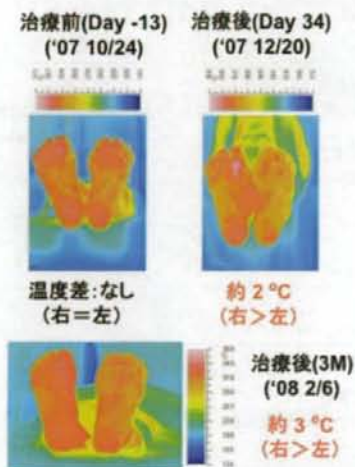 治療前(Day -13)
('07 10/24)
治療後(Day 34)
('07 12/20)
温度差:なし
(右=左)
約 2 ℃
(右>左)
治療後(3M)
('08 2/6)
約 3 ℃
(右>左)